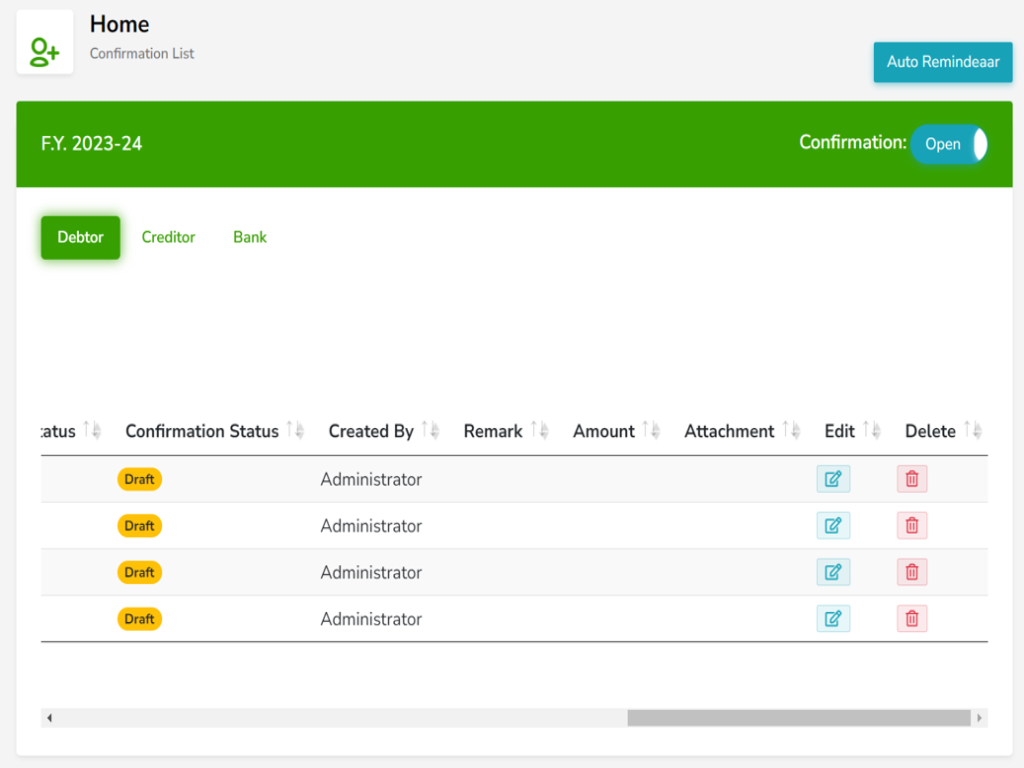 Home
Confirmation List
Auto Remindeaar
F.Y. 2023-24
Confirmation: Open
Debtor Creditor Bank
Confirmation Status Created By Remark Amount Attachment Edit Delete
Draft Administrator
Draft Administrator
Draft Administrator
Draft Administrator